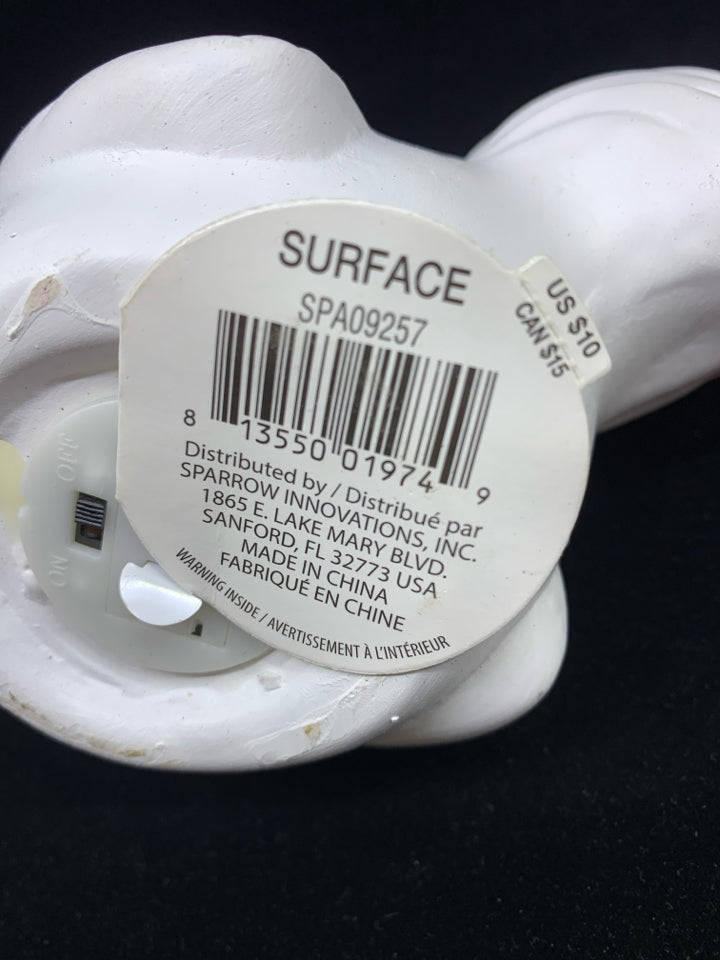 SURFACE
SPA09257
US $10
CAN $15
8 13550 01974 9
Distributed by / Distribué par
SPARROW INNOVATIONS, INC.
1865 E. LAKE MARY BLVD.
SANFORD, FL 32773 USA
MADE IN CHINA
FABRIQUÉ EN CHINE
WARNING INSIDE / AVERTISSEMENT À L'INTÉRIEUR
OFF
ON